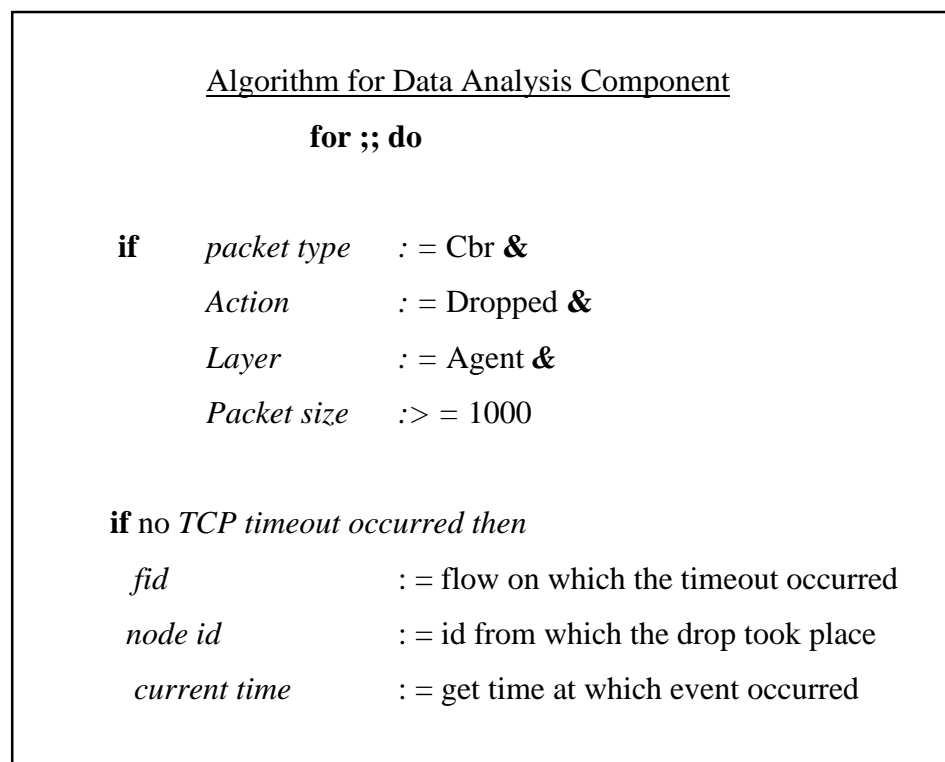 Algorithm for Data Analysis Component
for ;; do
if packet type : = Cbr &
Action : = Dropped &
Layer : = Agent &
Packet size :> = 1000
if no TCP timeout occurred then
fid : = flow on which the timeout occurred
node id : = id from which the drop took place
current time : = get time at which event occurred